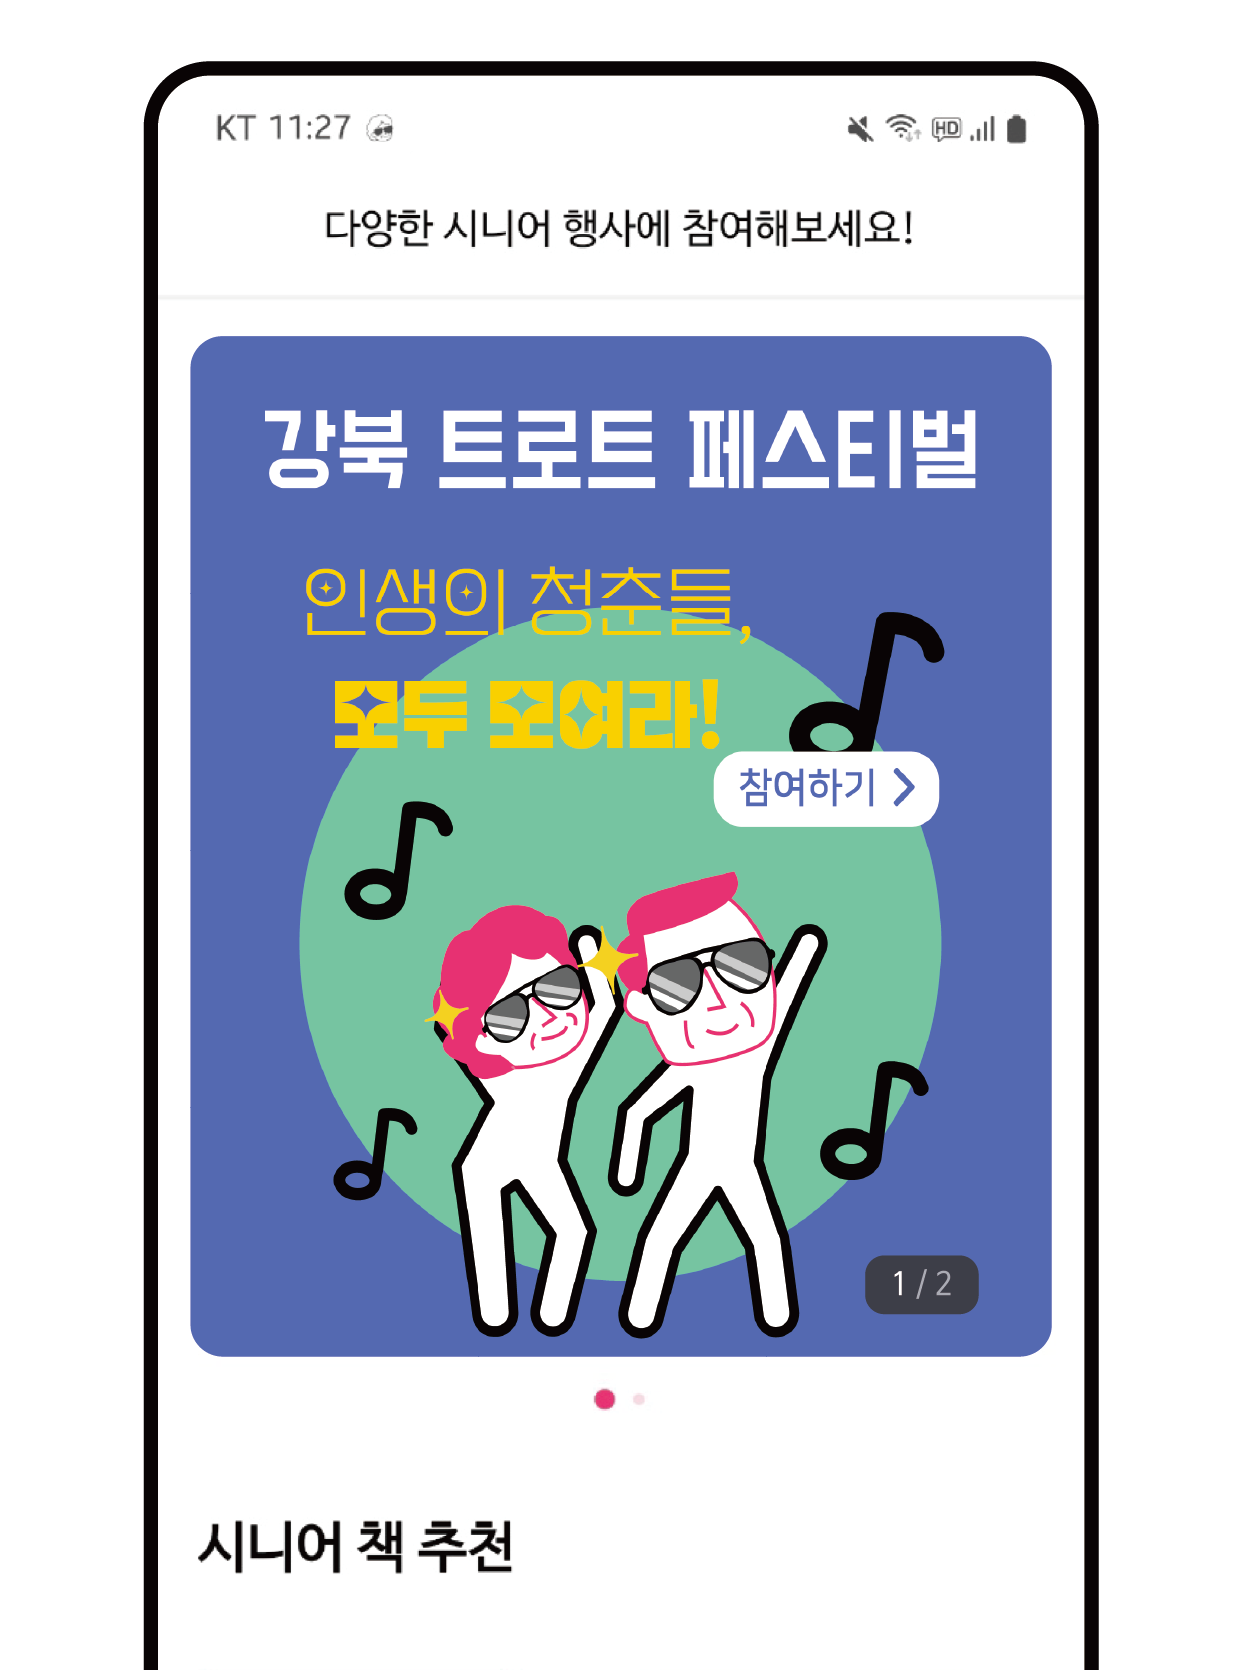 KT 11:27
HD
다양한 시니어 행사에 참여해보세요!
강북 트로트 페스티벌
인생의 청춘들,
모두 모여라!
참여하기
1 / 2
시니어 책 추천